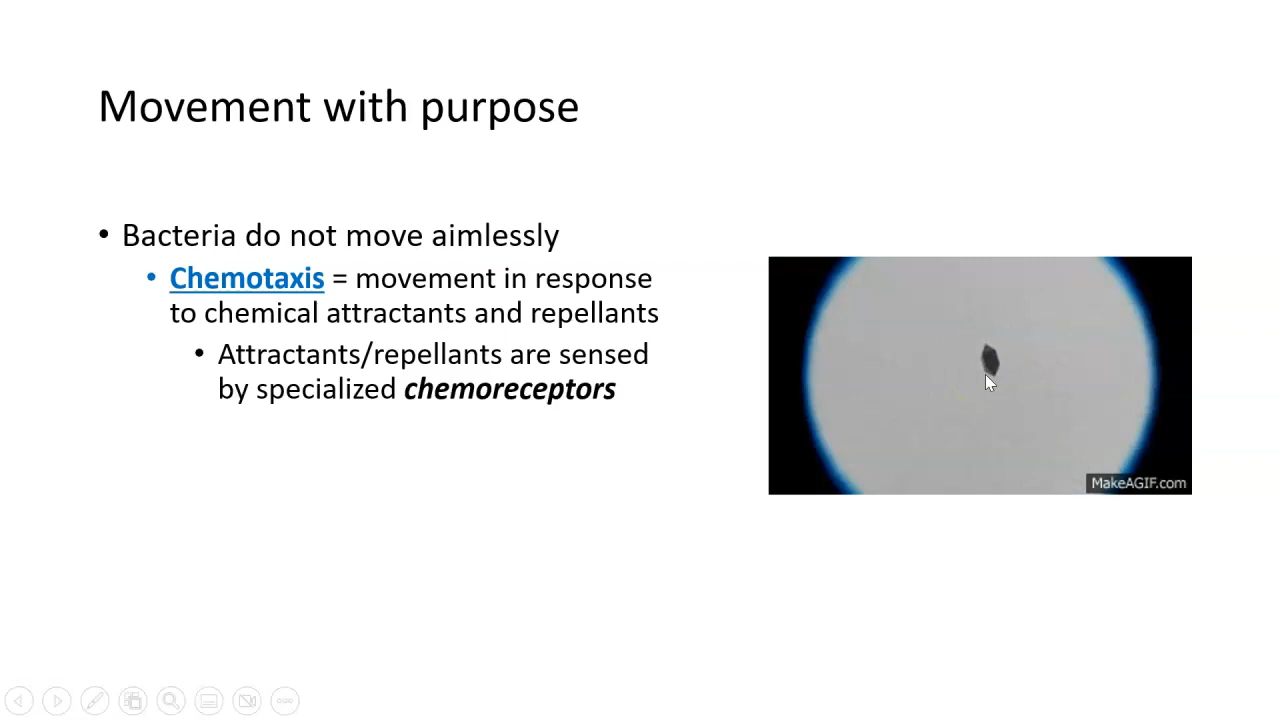 Movement with purpose
• Bacteria do not move aimlessly
• Chemotaxis = movement in response
to chemical attractants and repellants
• Attractants/repellants are sensed
by specialized chemoreceptors
MakeAGIF.com